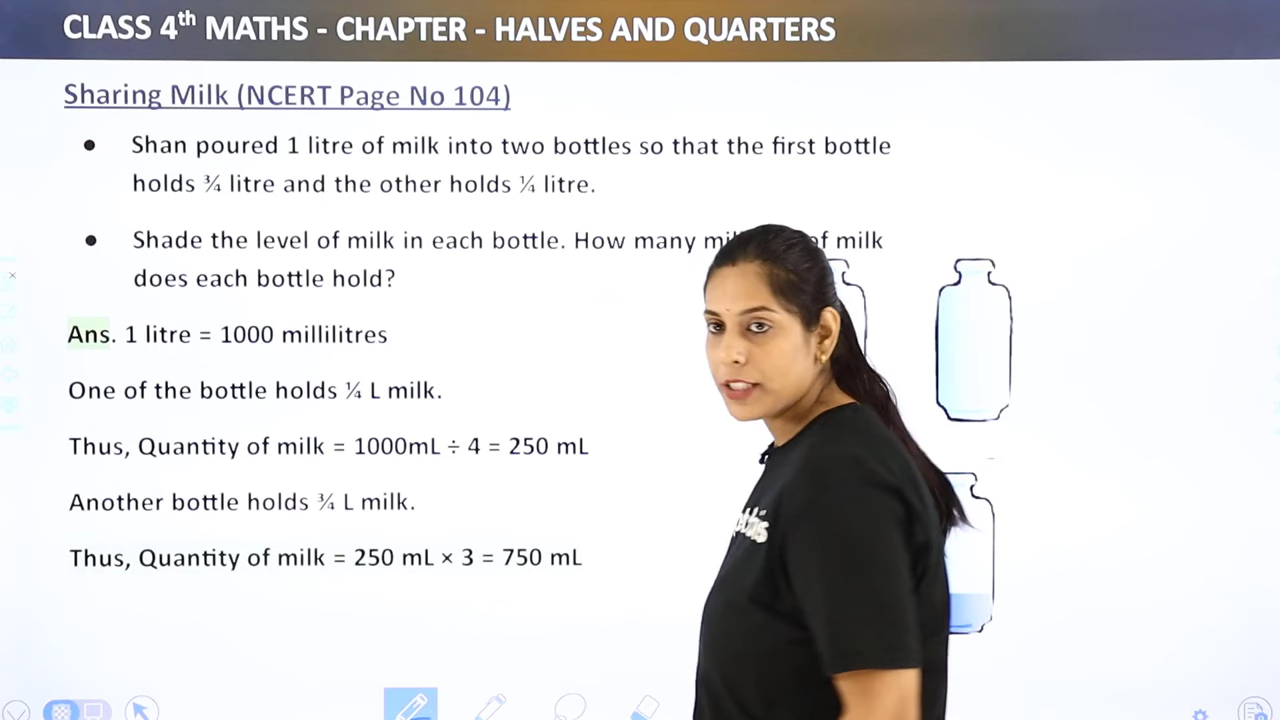 CLASS 4th MATHS - CHAPTER - HALVES AND QUARTERS
Sharing Milk (NCERT Page No 104)
● Shan poured 1 litre of milk into two bottles so that the first bottle
holds ¾ litre and the other holds ¼ litre.
● Shade the level of milk in each bottle. How many of milk
does each bottle hold?
Ans. 1 litre = 1000 millilitres
One of the bottle holds ¼ L milk.
Thus, Quantity of milk = 1000mL ÷ 4 = 250 mL
Another bottle holds ¾ L milk.
Thus, Quantity of milk = 250 mL × 3 = 750 mL